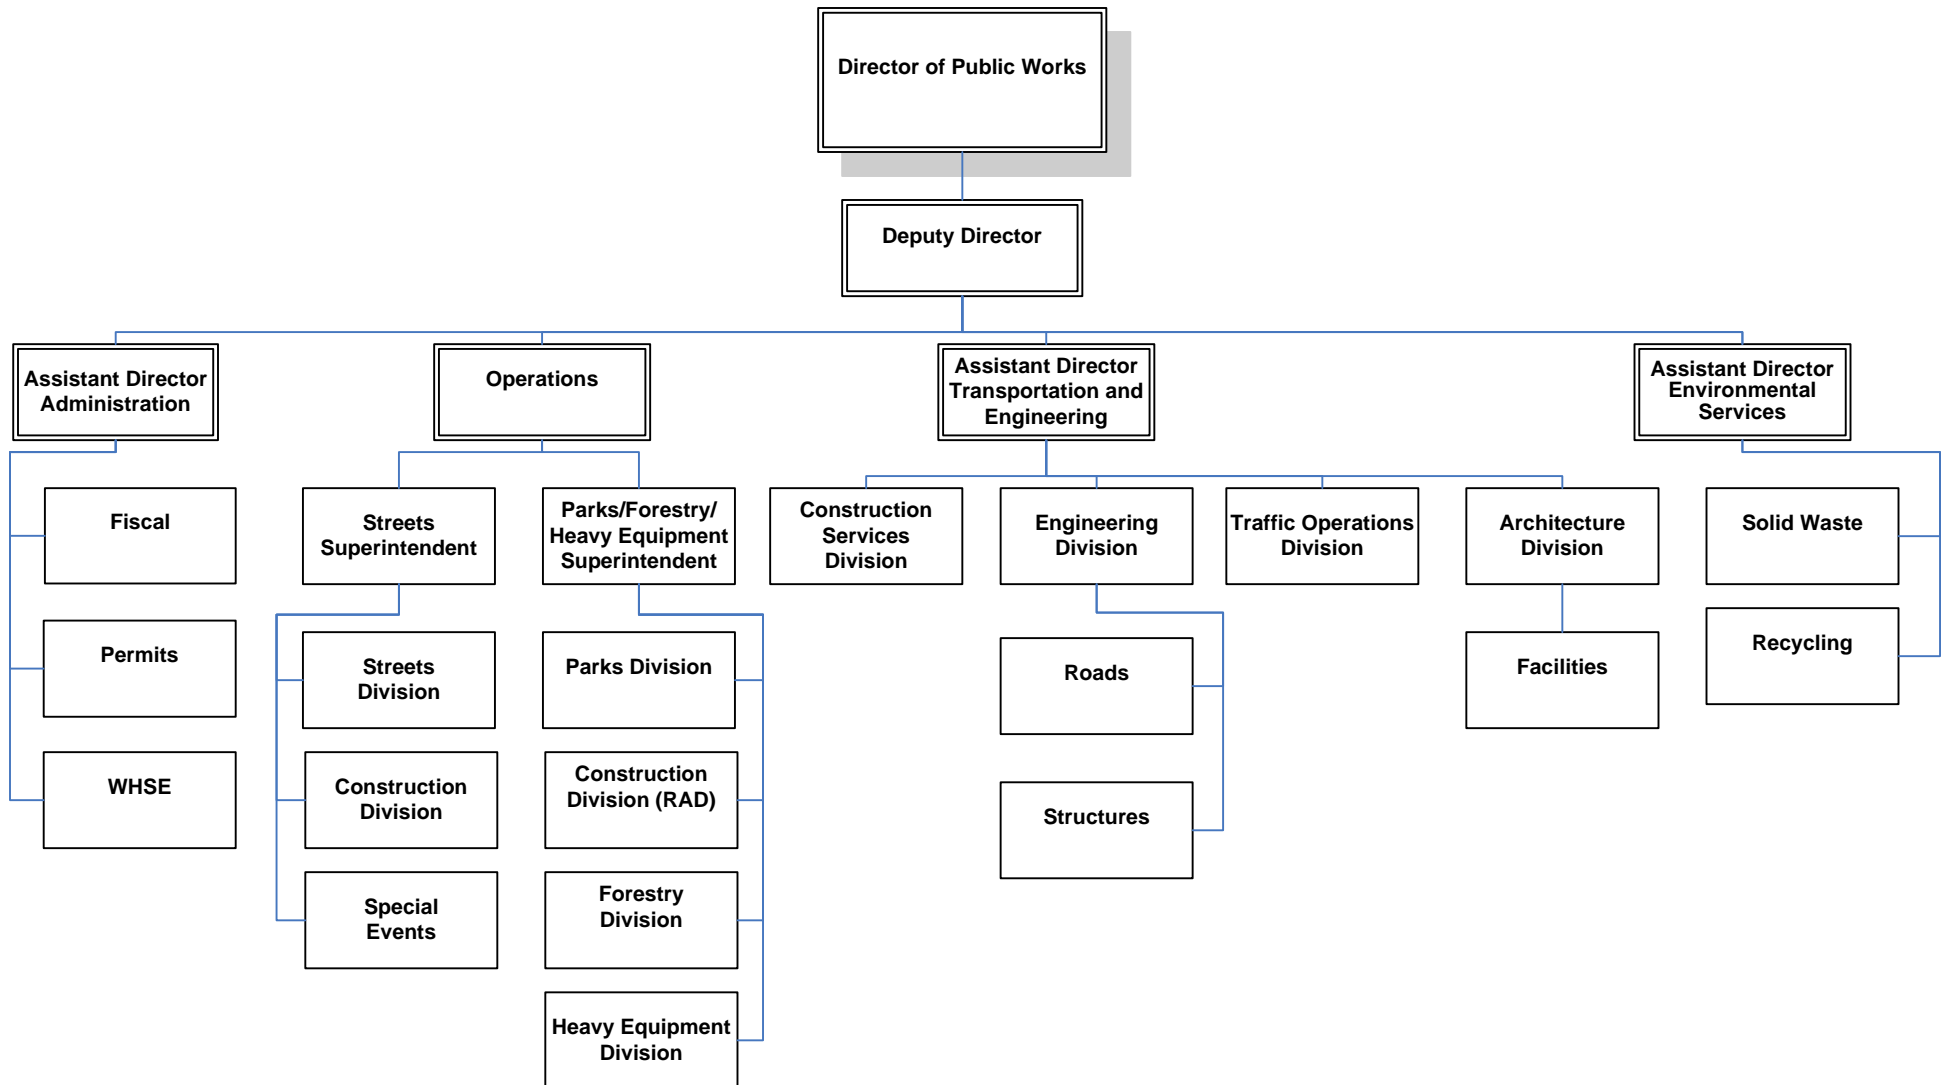 Director of Public Works
Deputy Director
Assistant Director
Administration
Operations
Assistant Director
Transportation and
Engineering
Assistant Director
Environmental
Services
Fiscal
Permits
WHSE
Streets
Superintendent
Parks/Forestry/
Heavy Equipment
Superintendent
Streets
Division
Construction
Division
Special
Events
Parks Division
Construction
Division (RAD)
Forestry
Division
Heavy Equipment
Division
Construction
Services
Division
Engineering
Division
Traffic Operations
Division
Architecture
Division
Roads
Structures
Facilities
Solid Waste
Recycling